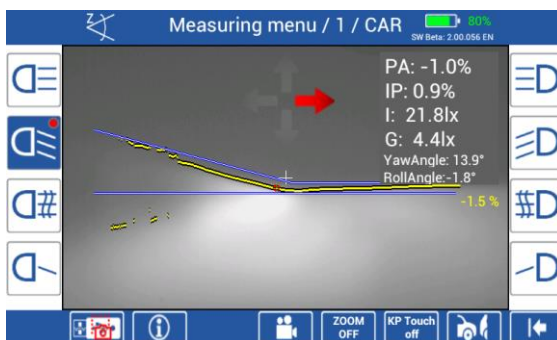 Z
Measuring menu / 1 / CAR
80%
SW Beta: 2.00.056 EN
PA: -1.0%
IP: 0.9%
I: 21.8lx
G: 4.4lx
YawAngle: 13.9°
RollAngle:-1.8°
-1.5 %
ZOOM
OFF
KP Touch
off